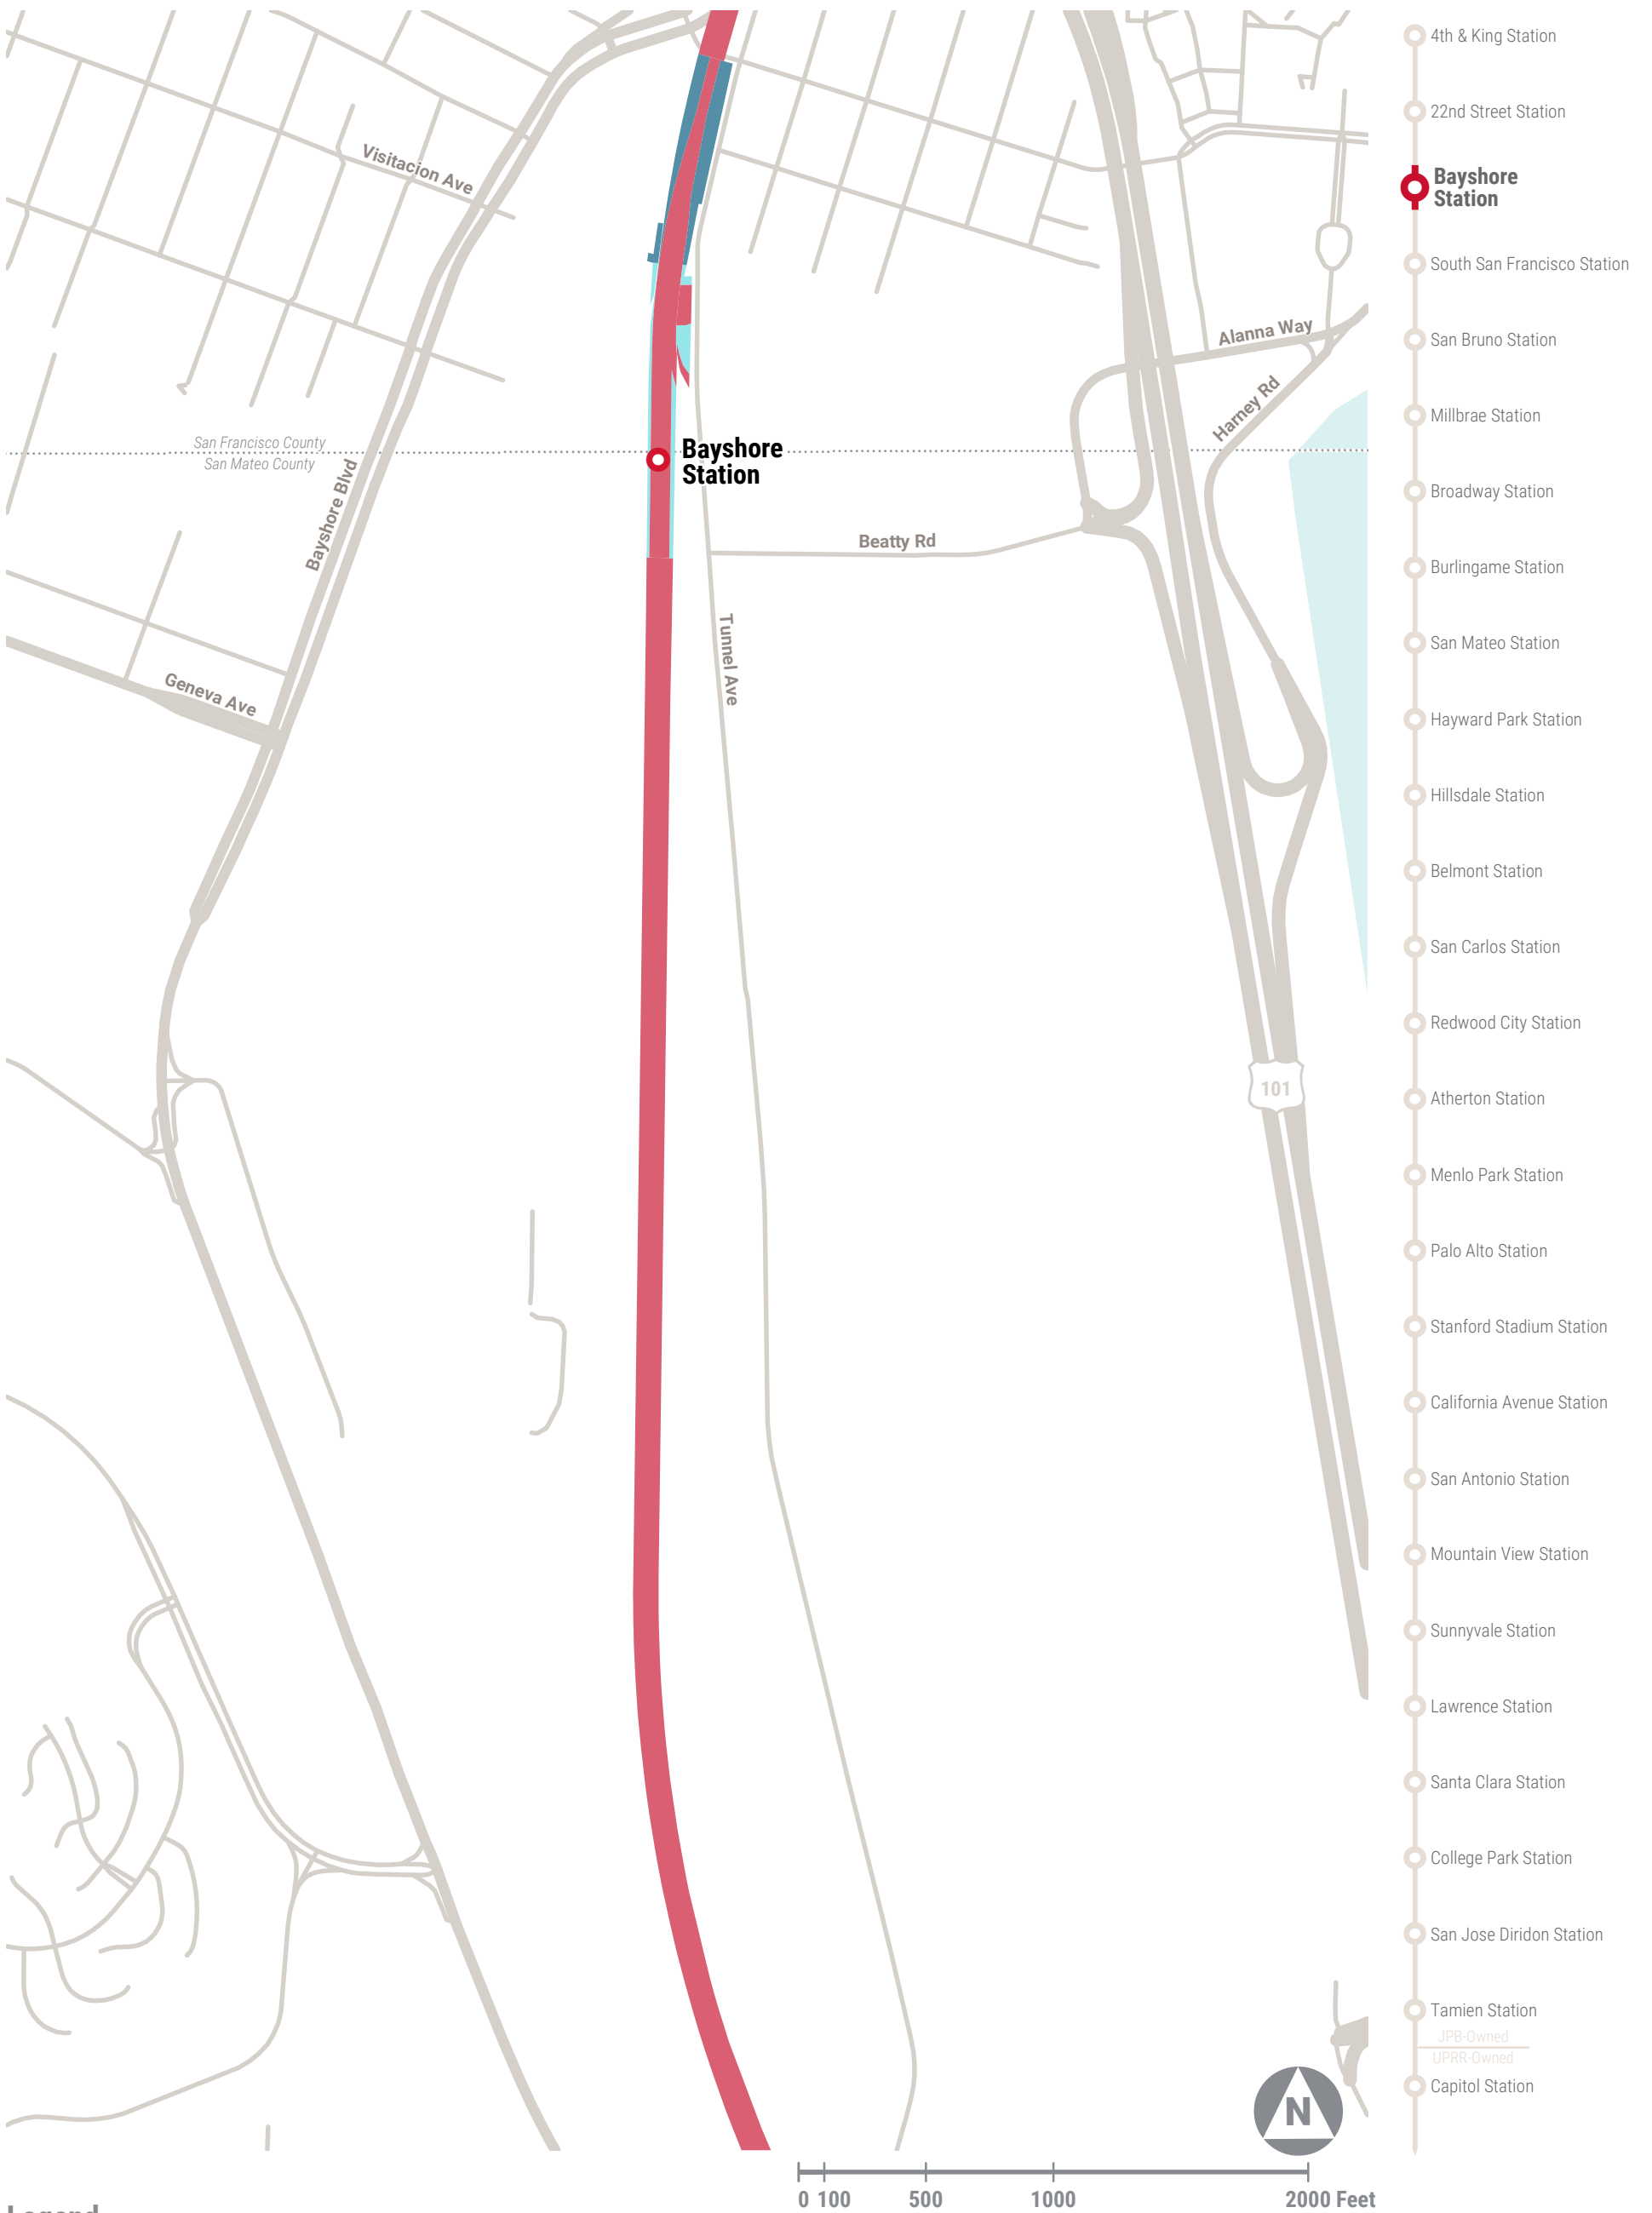 Visitacion Ave
Alanna Way
Harney Rd
San Francisco County
San Mateo County
Bayshore Blvd
Bayshore
Station
Beatty Rd
Tunnel Ave
Geneva Ave
101
N
0 100 500 1000 2000 Feet
Legend
4th & King Station
22nd Street Station
Bayshore
Station
South San Francisco Station
San Bruno Station
Millbrae Station
Broadway Station
Burlingame Station
San Mateo Station
Hayward Park Station
Hillsdale Station
Belmont Station
San Carlos Station
Redwood City Station
Atherton Station
Menlo Park Station
Palo Alto Station
Stanford Stadium Station
California Avenue Station
San Antonio Station
Mountain View Station
Sunnyvale Station
Lawrence Station
Santa Clara Station
College Park Station
San Jose Diridon Station
Tamien Station
JPB-Owned
UPRR-Owned
Capitol Station